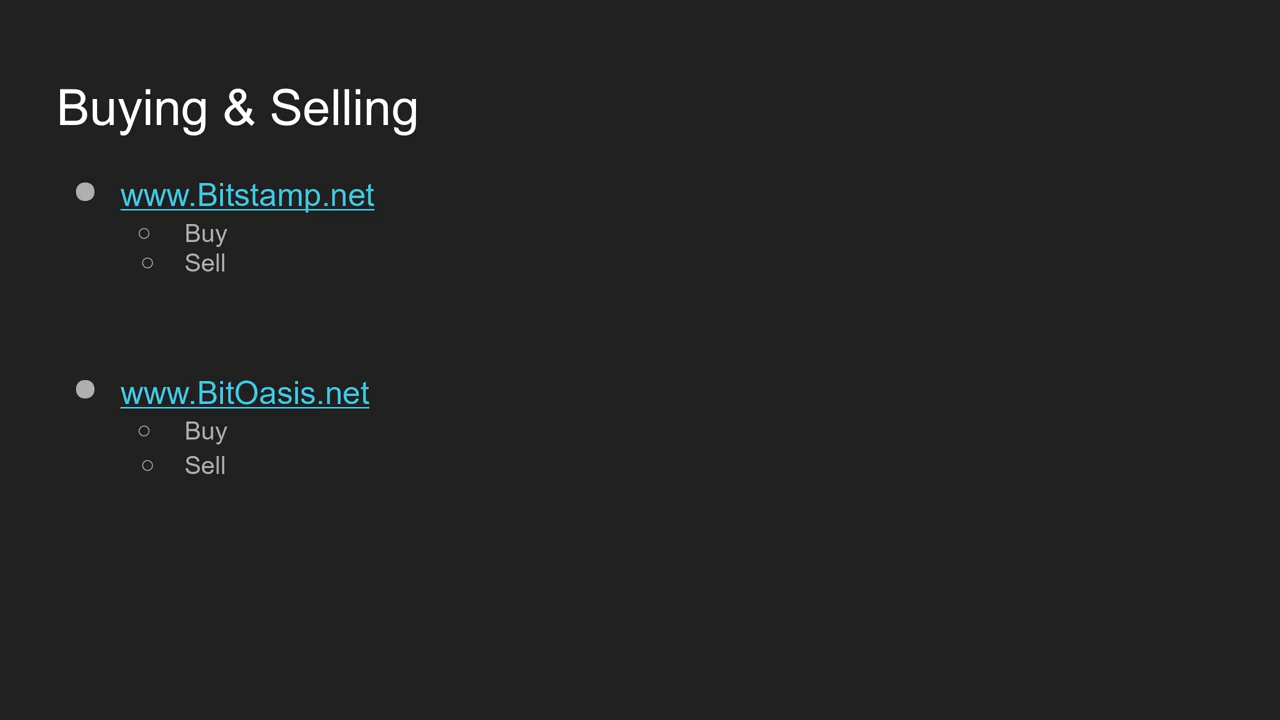 Buying & Selling
● www.Bitstamp.net
○ Buy
○ Sell
● www.BitOasis.net
○ Buy
○ Sell